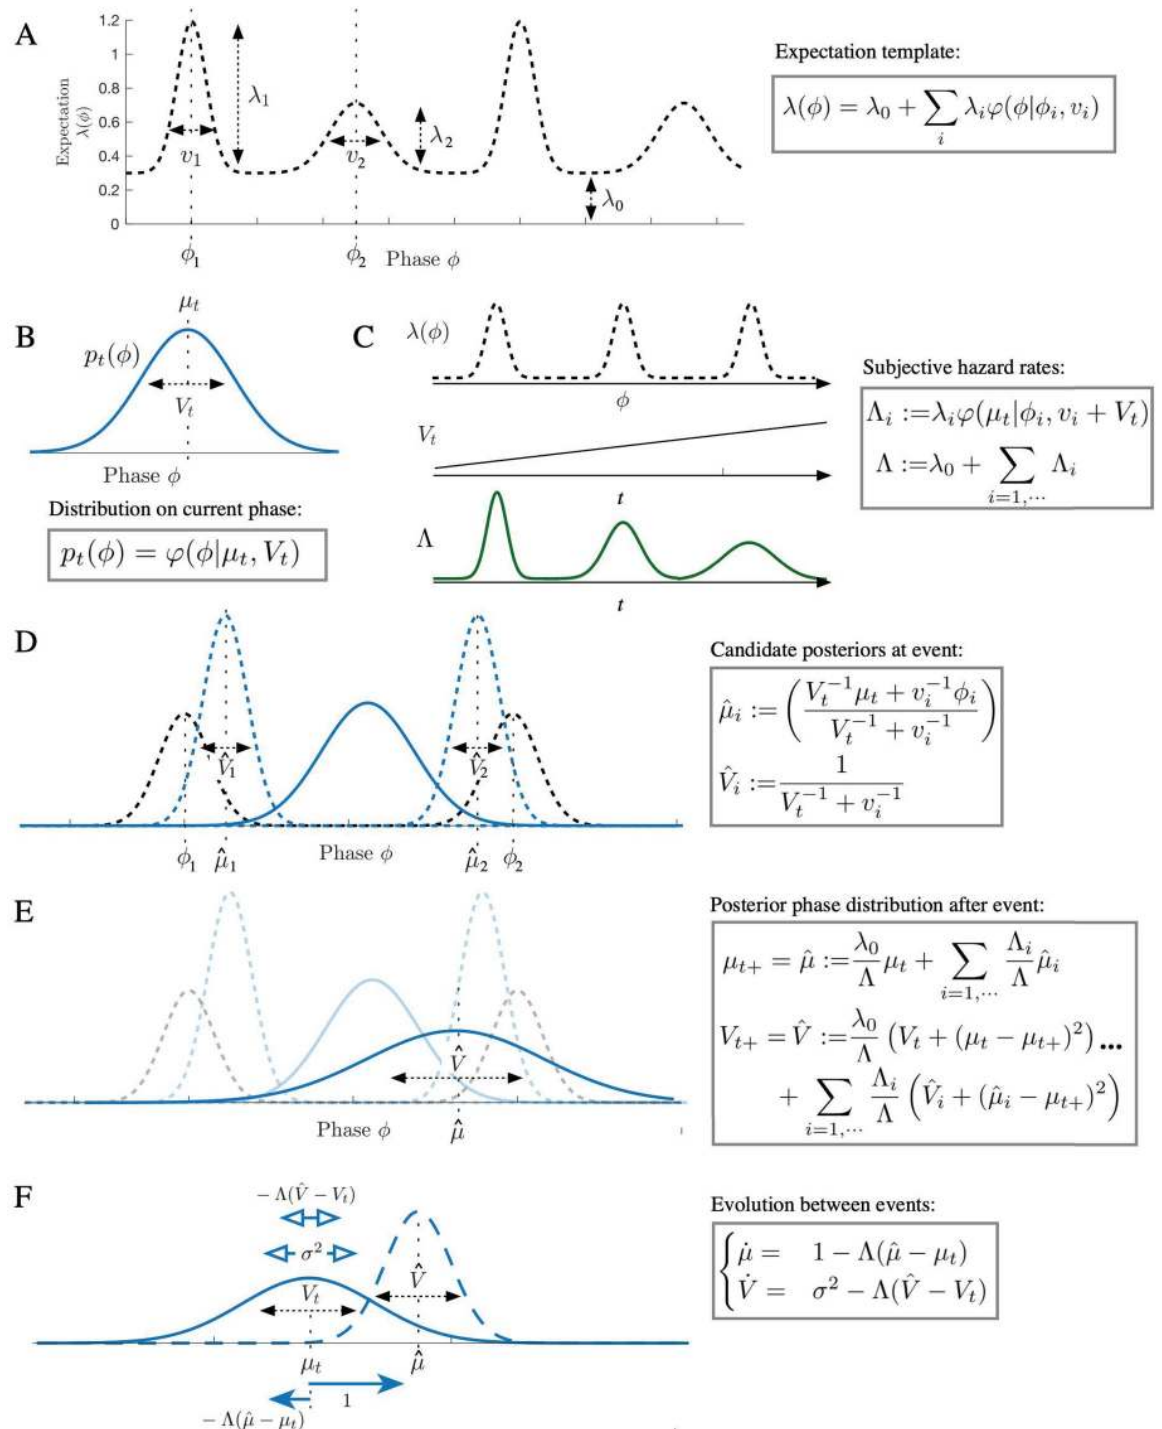 A
Expectation
λ(ϕ)
1.2
1
0.8
0.6
0.4
0.2
0
λ₁
v₁
λ₂
v₂
λ₀
ϕ₁
ϕ₂
Phase ϕ
Expectation template:
λ(ϕ) = λ₀ + ∑ᵢ λᵢφ(ϕ|ϕᵢ, vᵢ)
B
μₜ
pₜ(ϕ)
Vₜ
Phase ϕ
Distribution on current phase:
pₜ(ϕ) = φ(ϕ|μₜ, Vₜ)
C
λ(ϕ)
ϕ
Vₜ
t
Λ
t
Subjective hazard rates:
Λᵢ :=λᵢφ(μₜ|ϕᵢ, vᵢ + Vₜ)
Λ :=λ₀ + ∑_{i=1,⋯} Λᵢ
D
V̂₁
V̂₂
ϕ₁ μ̂₁ Phase ϕ μ̂₂ ϕ₂
Candidate posteriors at event:
μ̂ᵢ := ( (Vₜ⁻¹μₜ + vᵢ⁻¹ϕᵢ) / (Vₜ⁻¹ + vᵢ⁻¹) )
V̂ᵢ := 1 / (Vₜ⁻¹ + vᵢ⁻¹)
E
V̂
Phase ϕ
μ̂
Posterior phase distribution after event:
μₜ₊ = μ̂ := (λ₀/Λ) μₜ + ∑_{i=1,⋯} (Λᵢ/Λ) μ̂ᵢ
Vₜ₊ = V̂ := (λ₀/Λ) (Vₜ + (μₜ − μₜ₊)²) ...
+ ∑_{i=1,⋯} (Λᵢ/Λ) (V̂ᵢ + (μ̂ᵢ − μₜ₊)²)
F
− Λ(V̂ − Vₜ)
σ²
Vₜ
V̂
μₜ
μ̂
1
− Λ(μ̂ − μₜ)
Evolution between events:
μ̇ = 1 − Λ(μ̂ − μₜ)
V̇ = σ² − Λ(V̂ − Vₜ)